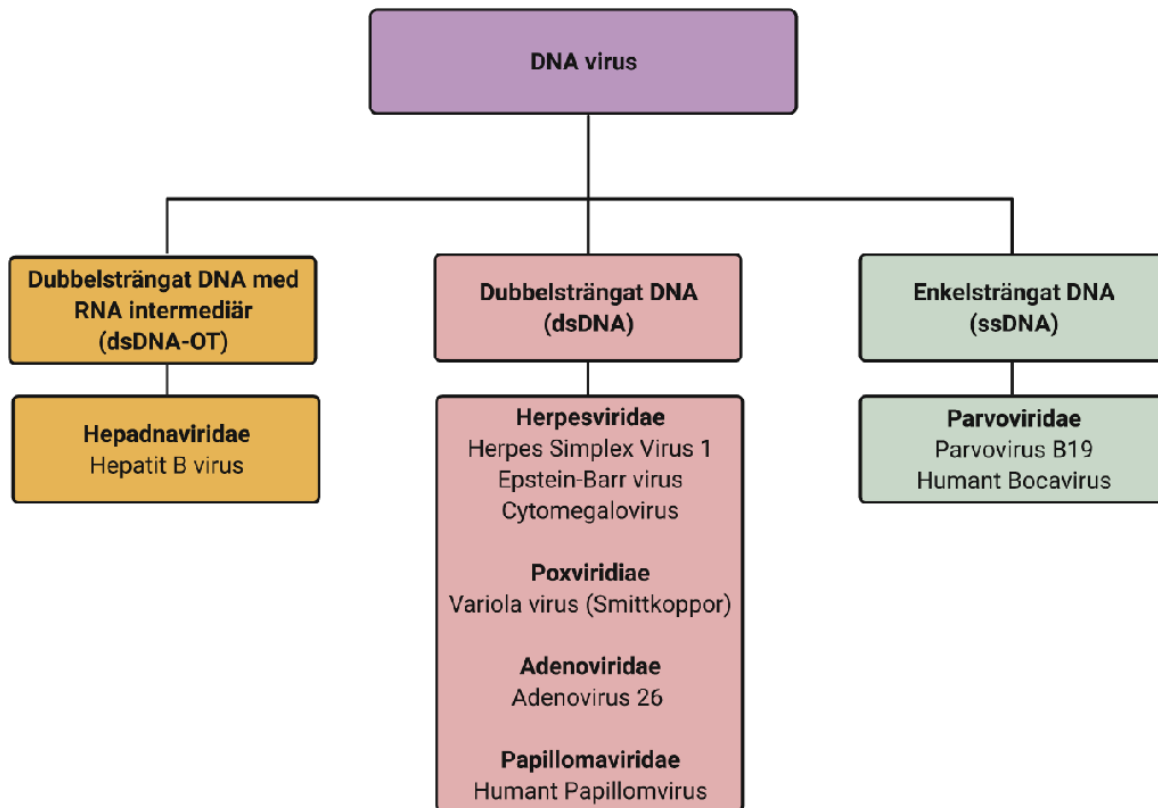 DNA virus
Dubbelsträngat DNA med
RNA intermediär
(dsDNA-OT)
Hepadnaviridae
Hepatit B virus
Dubbelsträngat DNA
(dsDNA)
Herpesviridae
Herpes Simplex Virus 1
Epstein-Barr virus
Cytomegalovirus
Poxviridiae
Variola virus (Smittkoppor)
Adenoviridae
Adenovirus 26
Papillomaviridae
Humant Papillomvirus
Enkelsträngat DNA
(ssDNA)
Parvoviridae
Parvovirus B19
Humant Bocavirus